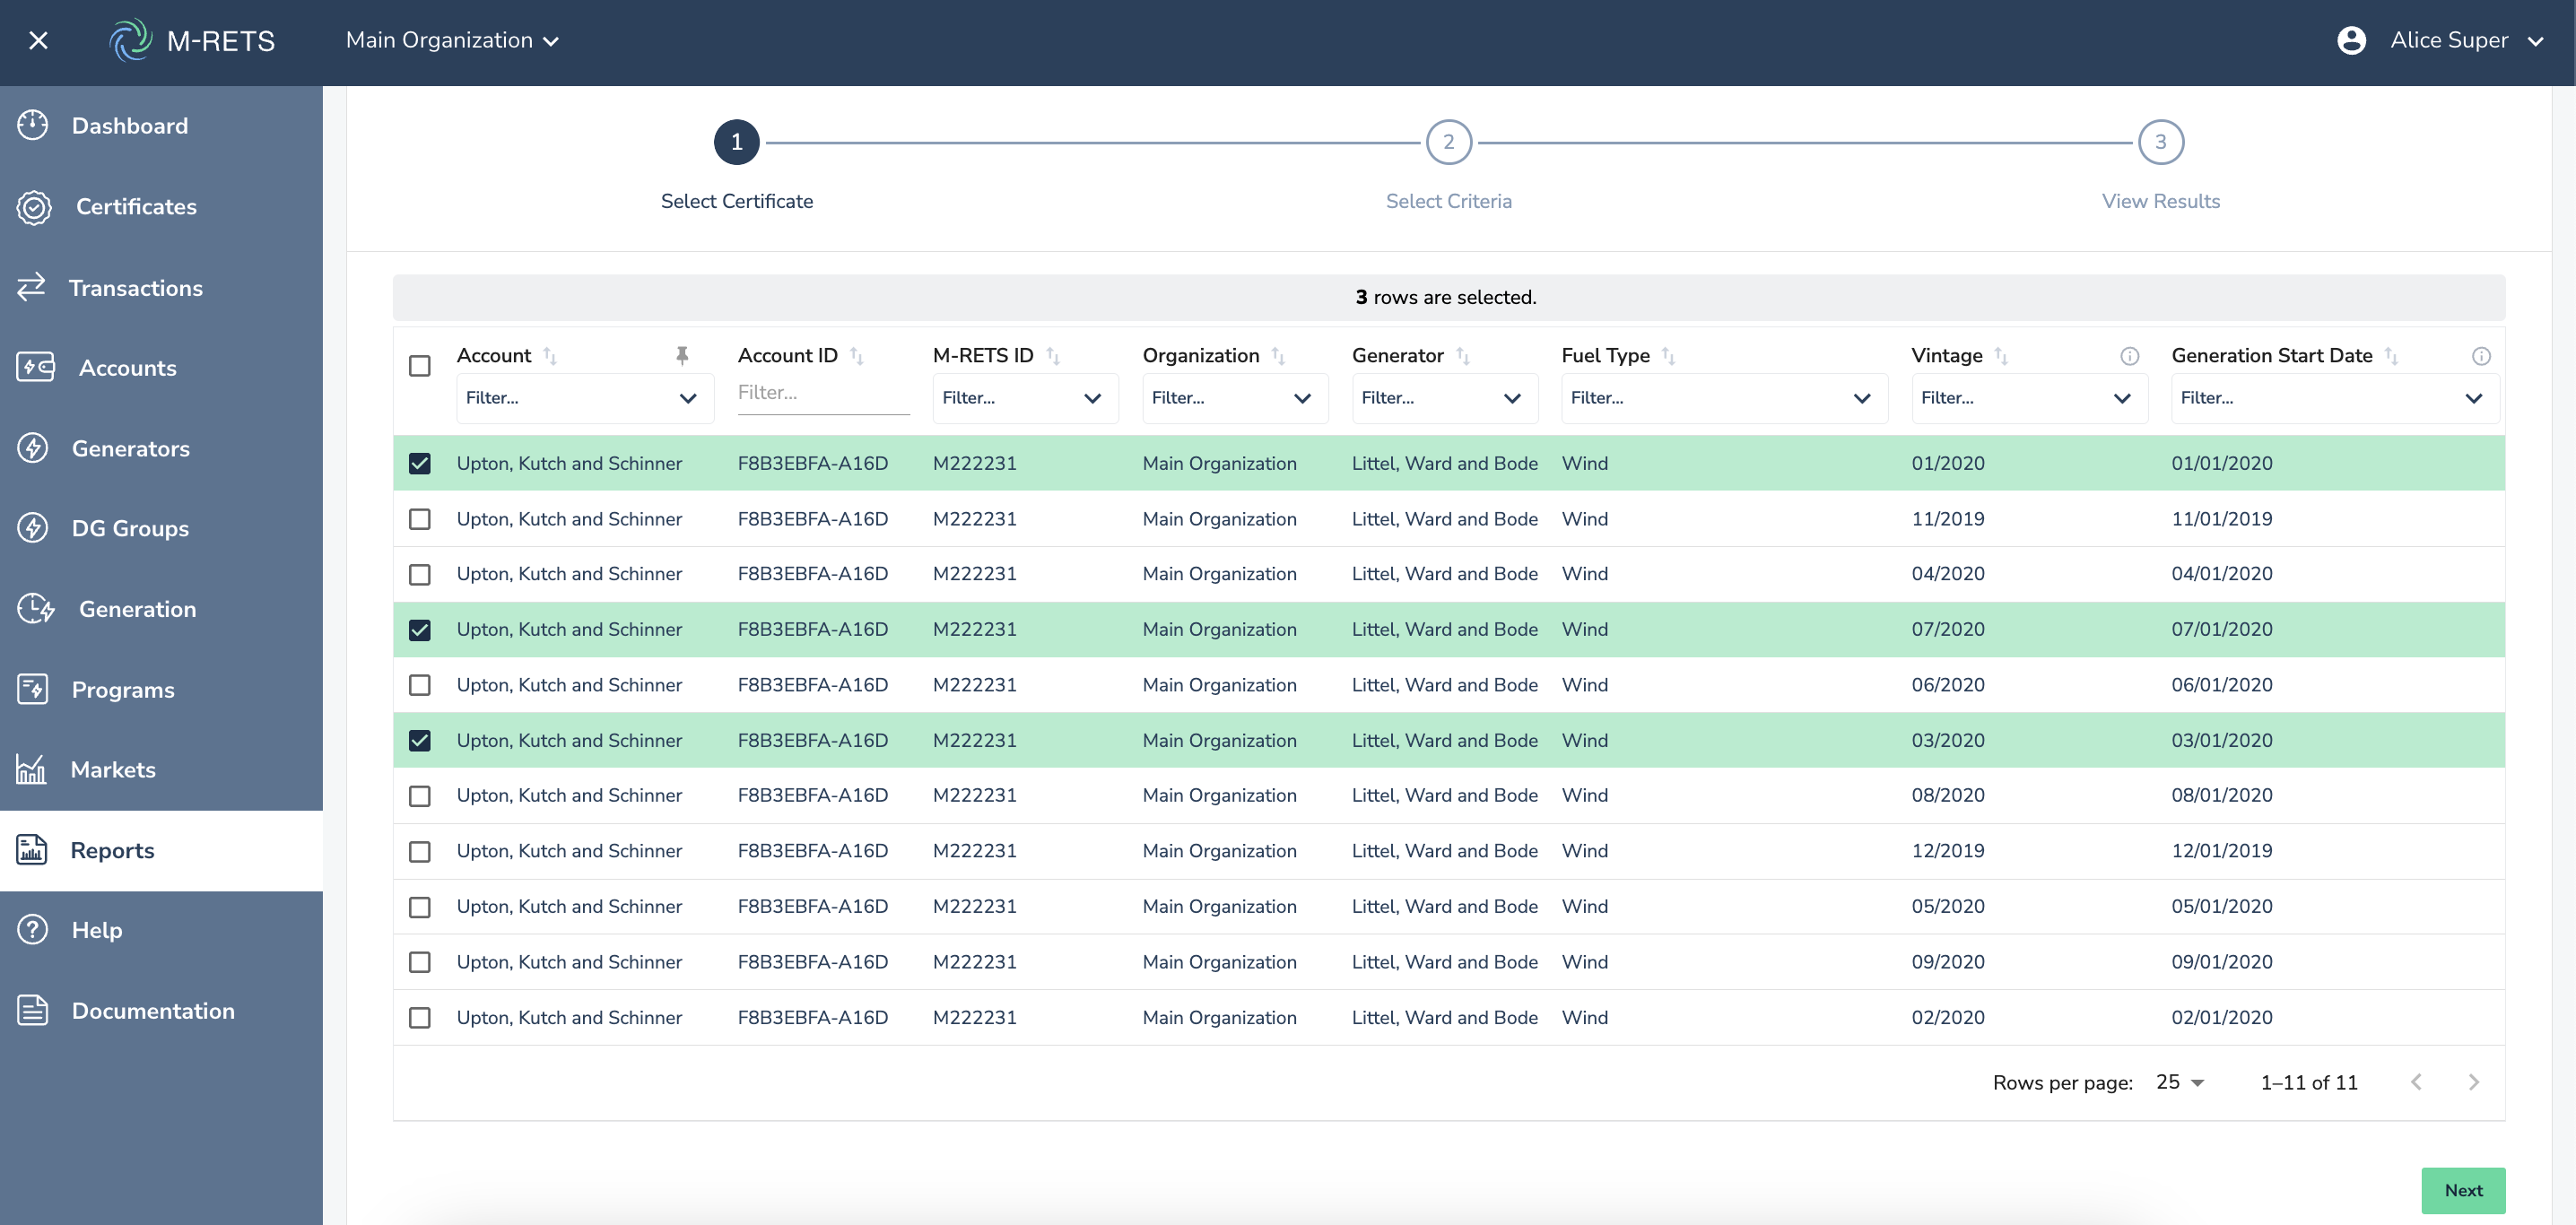 M-RETS Main Organization Alice Super
Dashboard
Certificates
Transactions
Accounts
Generators
DG Groups
Generation
Programs
Markets
Reports
Help
Documentation
1 2 3
Select Certificate Select Criteria View Results
3 rows are selected.
Account Account ID M-RETS ID Organization Generator Fuel Type Vintage Generation Start Date
Filter... Filter... Filter... Filter... Filter... Filter... Filter... Filter...
Upton, Kutch and Schinner F8B3EBFA-A16D M222231 Main Organization Littel, Ward and Bode Wind 01/2020 01/01/2020
Upton, Kutch and Schinner F8B3EBFA-A16D M222231 Main Organization Littel, Ward and Bode Wind 11/2019 11/01/2019
Upton, Kutch and Schinner F8B3EBFA-A16D M222231 Main Organization Littel, Ward and Bode Wind 04/2020 04/01/2020
Upton, Kutch and Schinner F8B3EBFA-A16D M222231 Main Organization Littel, Ward and Bode Wind 07/2020 07/01/2020
Upton, Kutch and Schinner F8B3EBFA-A16D M222231 Main Organization Littel, Ward and Bode Wind 06/2020 06/01/2020
Upton, Kutch and Schinner F8B3EBFA-A16D M222231 Main Organization Littel, Ward and Bode Wind 03/2020 03/01/2020
Upton, Kutch and Schinner F8B3EBFA-A16D M222231 Main Organization Littel, Ward and Bode Wind 08/2020 08/01/2020
Upton, Kutch and Schinner F8B3EBFA-A16D M222231 Main Organization Littel, Ward and Bode Wind 12/2019 12/01/2019
Upton, Kutch and Schinner F8B3EBFA-A16D M222231 Main Organization Littel, Ward and Bode Wind 05/2020 05/01/2020
Upton, Kutch and Schinner F8B3EBFA-A16D M222231 Main Organization Littel, Ward and Bode Wind 09/2020 09/01/2020
Upton, Kutch and Schinner F8B3EBFA-A16D M222231 Main Organization Littel, Ward and Bode Wind 02/2020 02/01/2020
Rows per page: 25 1–11 of 11
Next